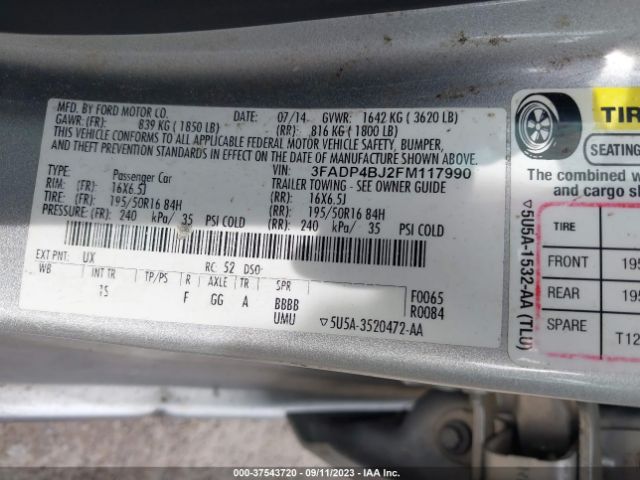 MFD. BY FORD MOTOR CO.
DATE: 07/14 GVWR: 1642 KG ( 3620 LB)
GAWR: (FR): 839 KG ( 1850 LB) (RR): 816 KG ( 1800 LB)
THIS VEHICLE CONFORMS TO ALL APPLICABLE FEDERAL MOTOR VEHICLE SAFETY, BUMPER,
AND THEFT PREVENTION STANDARDS IN EFFECT ON THE DATE OF MANUFACTURE SHOWN ABOVE.
VIN: 3FADP4BJ2FM117990
TYPE: Passenger Car TRAILER TOWING - SEE OWNER GUIDE
RIM: (FR) 16X6.5J (RR): 16X6.5J
TIRE: (FR) 195/50R16 84H (RR): 195/50R16 84H
PRESSURE: (FR) 240 kPa/ 35 PSI COLD (RR): 240 kPa/ 35 PSI COLD
EXT PNT: UX RC: 52 DSO:
WB INT TR TP/PS R AXLE TR SPR
15 F GG A BBBB F0065
UMU R0084
▽5U5A-3520472-AA
TIR
SEATING
The combined w
and cargo sh
▽5U5A-1532-AA (TLU)
TIRE
FRONT 195
REAR 195
SPARE T12
000-37543720 - 09/11/2023 - IAA Inc.